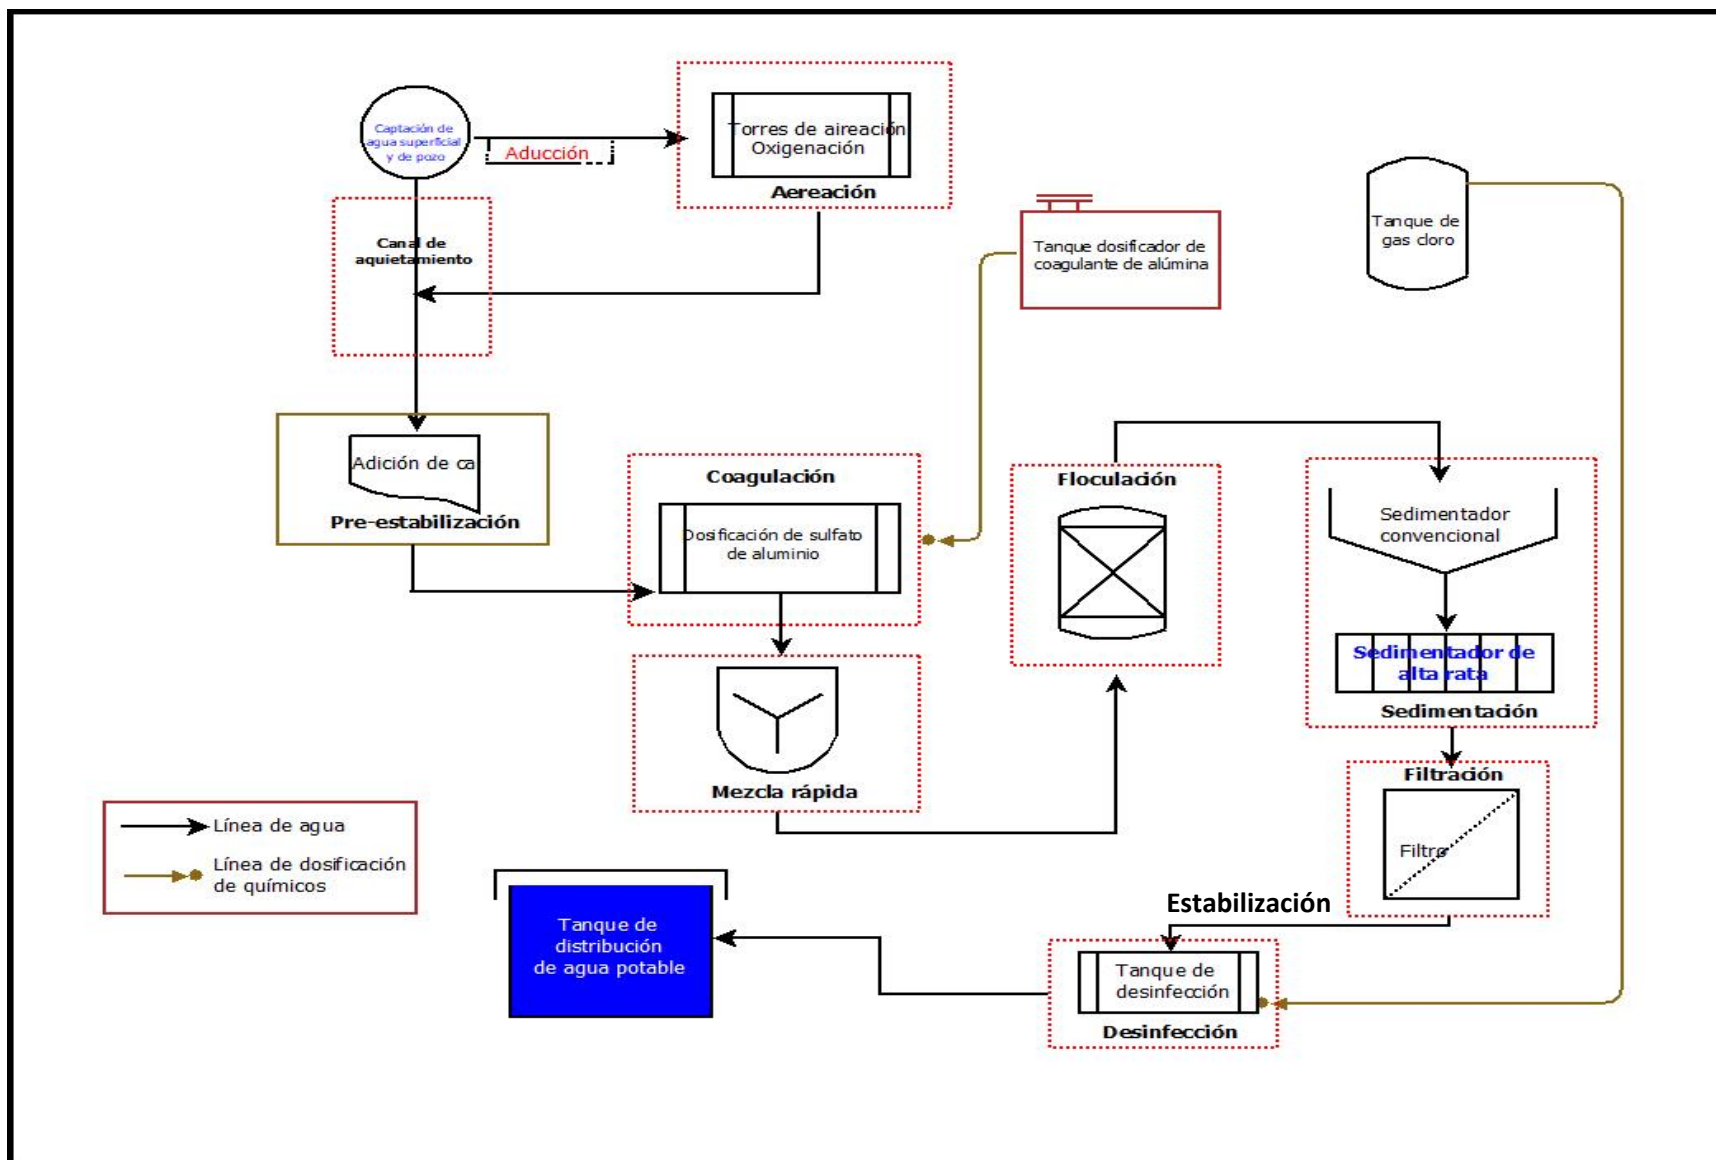 Captación de
agua superficial
y de pozo
Aducción
Torres de aireación
Oxigenación
Aereación
Canal de
aquietamiento
Tanque dosificador de
coagulante de alúmina
Tanque de
gas cloro
Adición de ca
Pre-estabilización
Coagulación
Dosificación de sulfato
de aluminio
Mezcla rápida
Floculación
Sedimentador
convencional
Sedimentador de
alta rata
Sedimentación
Filtración
Filtro
Estabilización
Tanque de
desinfección
Desinfección
Tanque de
distribución
de agua potable
Línea de agua
Línea de dosificación
de químicos